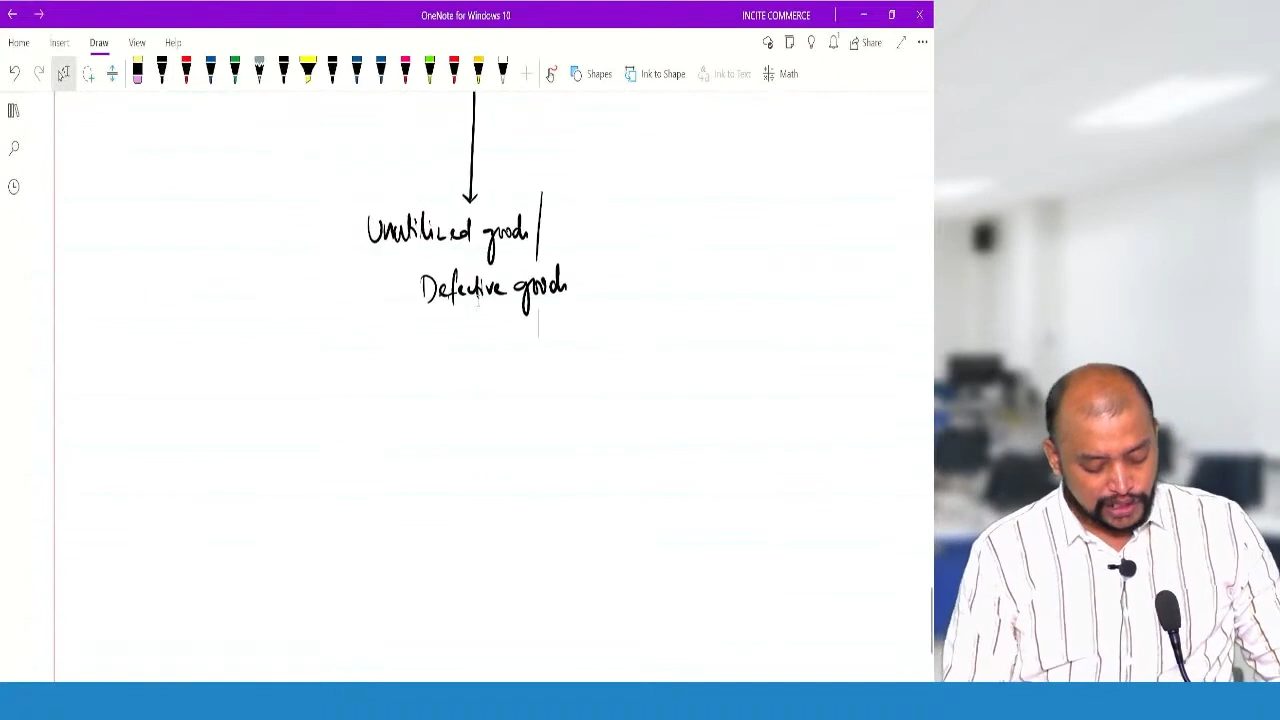 OneNote for Windows 10
INCITE COMMERCE
Home Insert Draw View Help
Share
Shapes Ink to Shape Ink to Text Math
Unutilized goods/
Defective goods